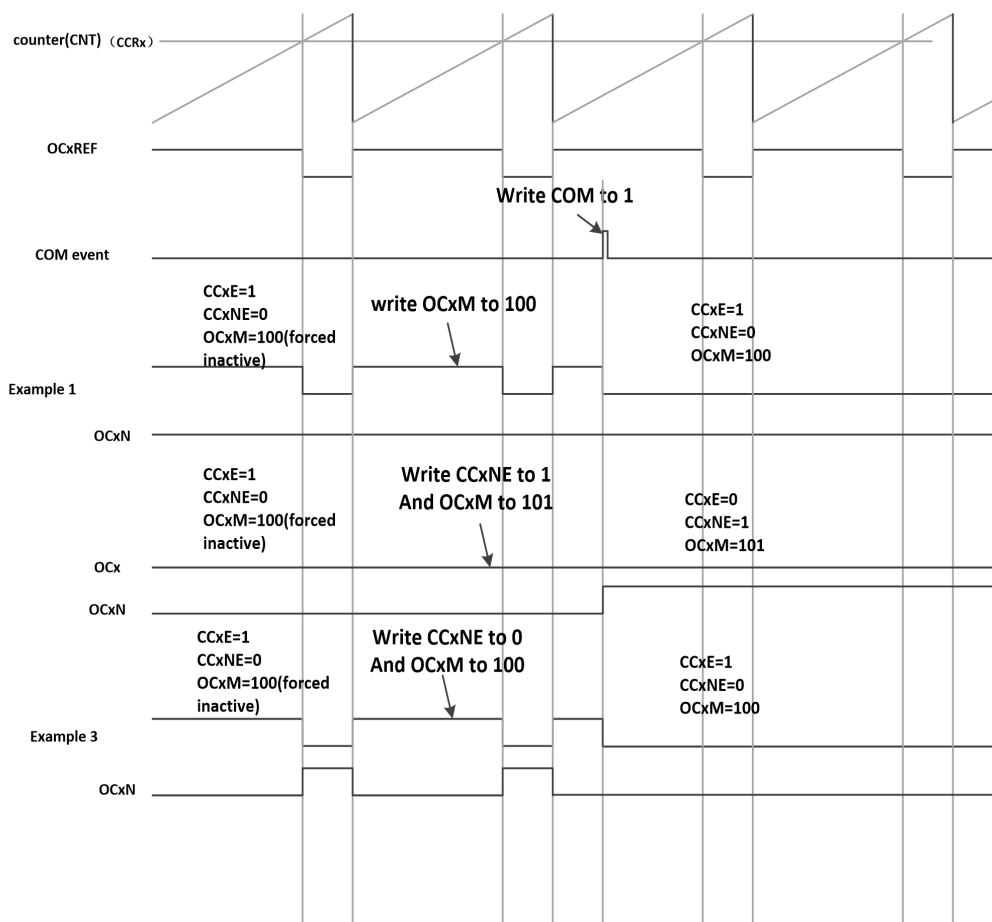 counter(CNT) （CCRx）
OCxREF
Write COM to 1
COM event
CCxE=1
CCxNE=0
OCxM=100(forced
inactive)
write OCxM to 100
CCxE=1
CCxNE=0
OCxM=100
Example 1
OCxN
CCxE=1
CCxNE=0
OCxM=100(forced
inactive)
Write CCxNE to 1
And OCxM to 101
CCxE=0
CCxNE=1
OCxM=101
OCx
OCxN
CCxE=1
CCxNE=0
OCxM=100(forced
inactive)
Write CCxNE to 0
And OCxM to 100
CCxE=1
CCxNE=0
OCxM=100
Example 3
OCxN